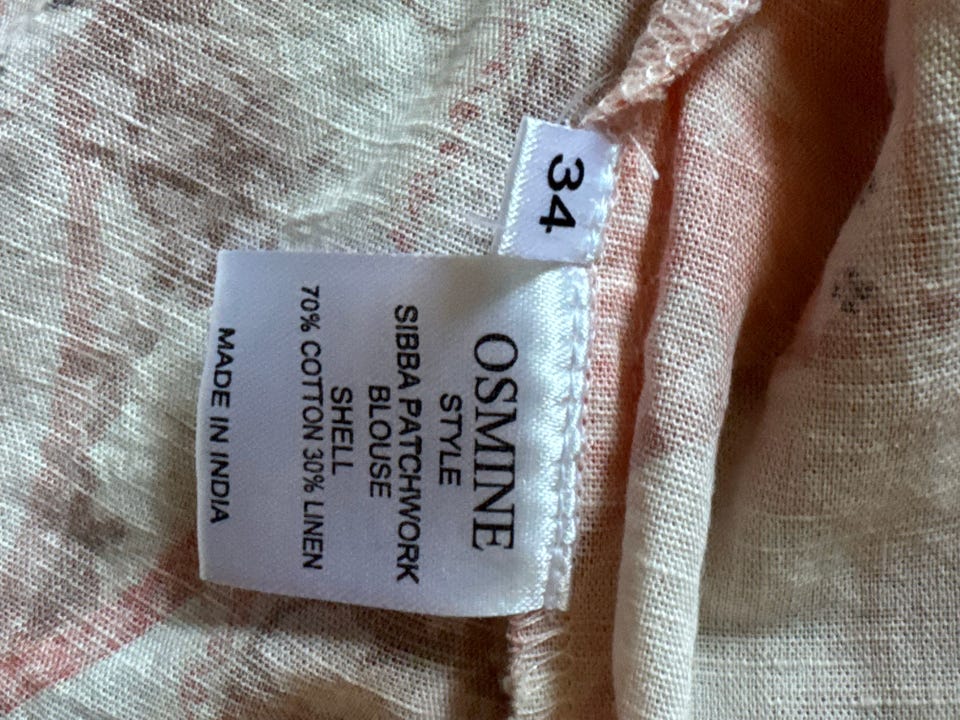 34
OSMINE
STYLE
SIBBA PATCHWORK
BLOUSE
SHELL
70% COTTON 30% LINEN
MADE IN INDIA